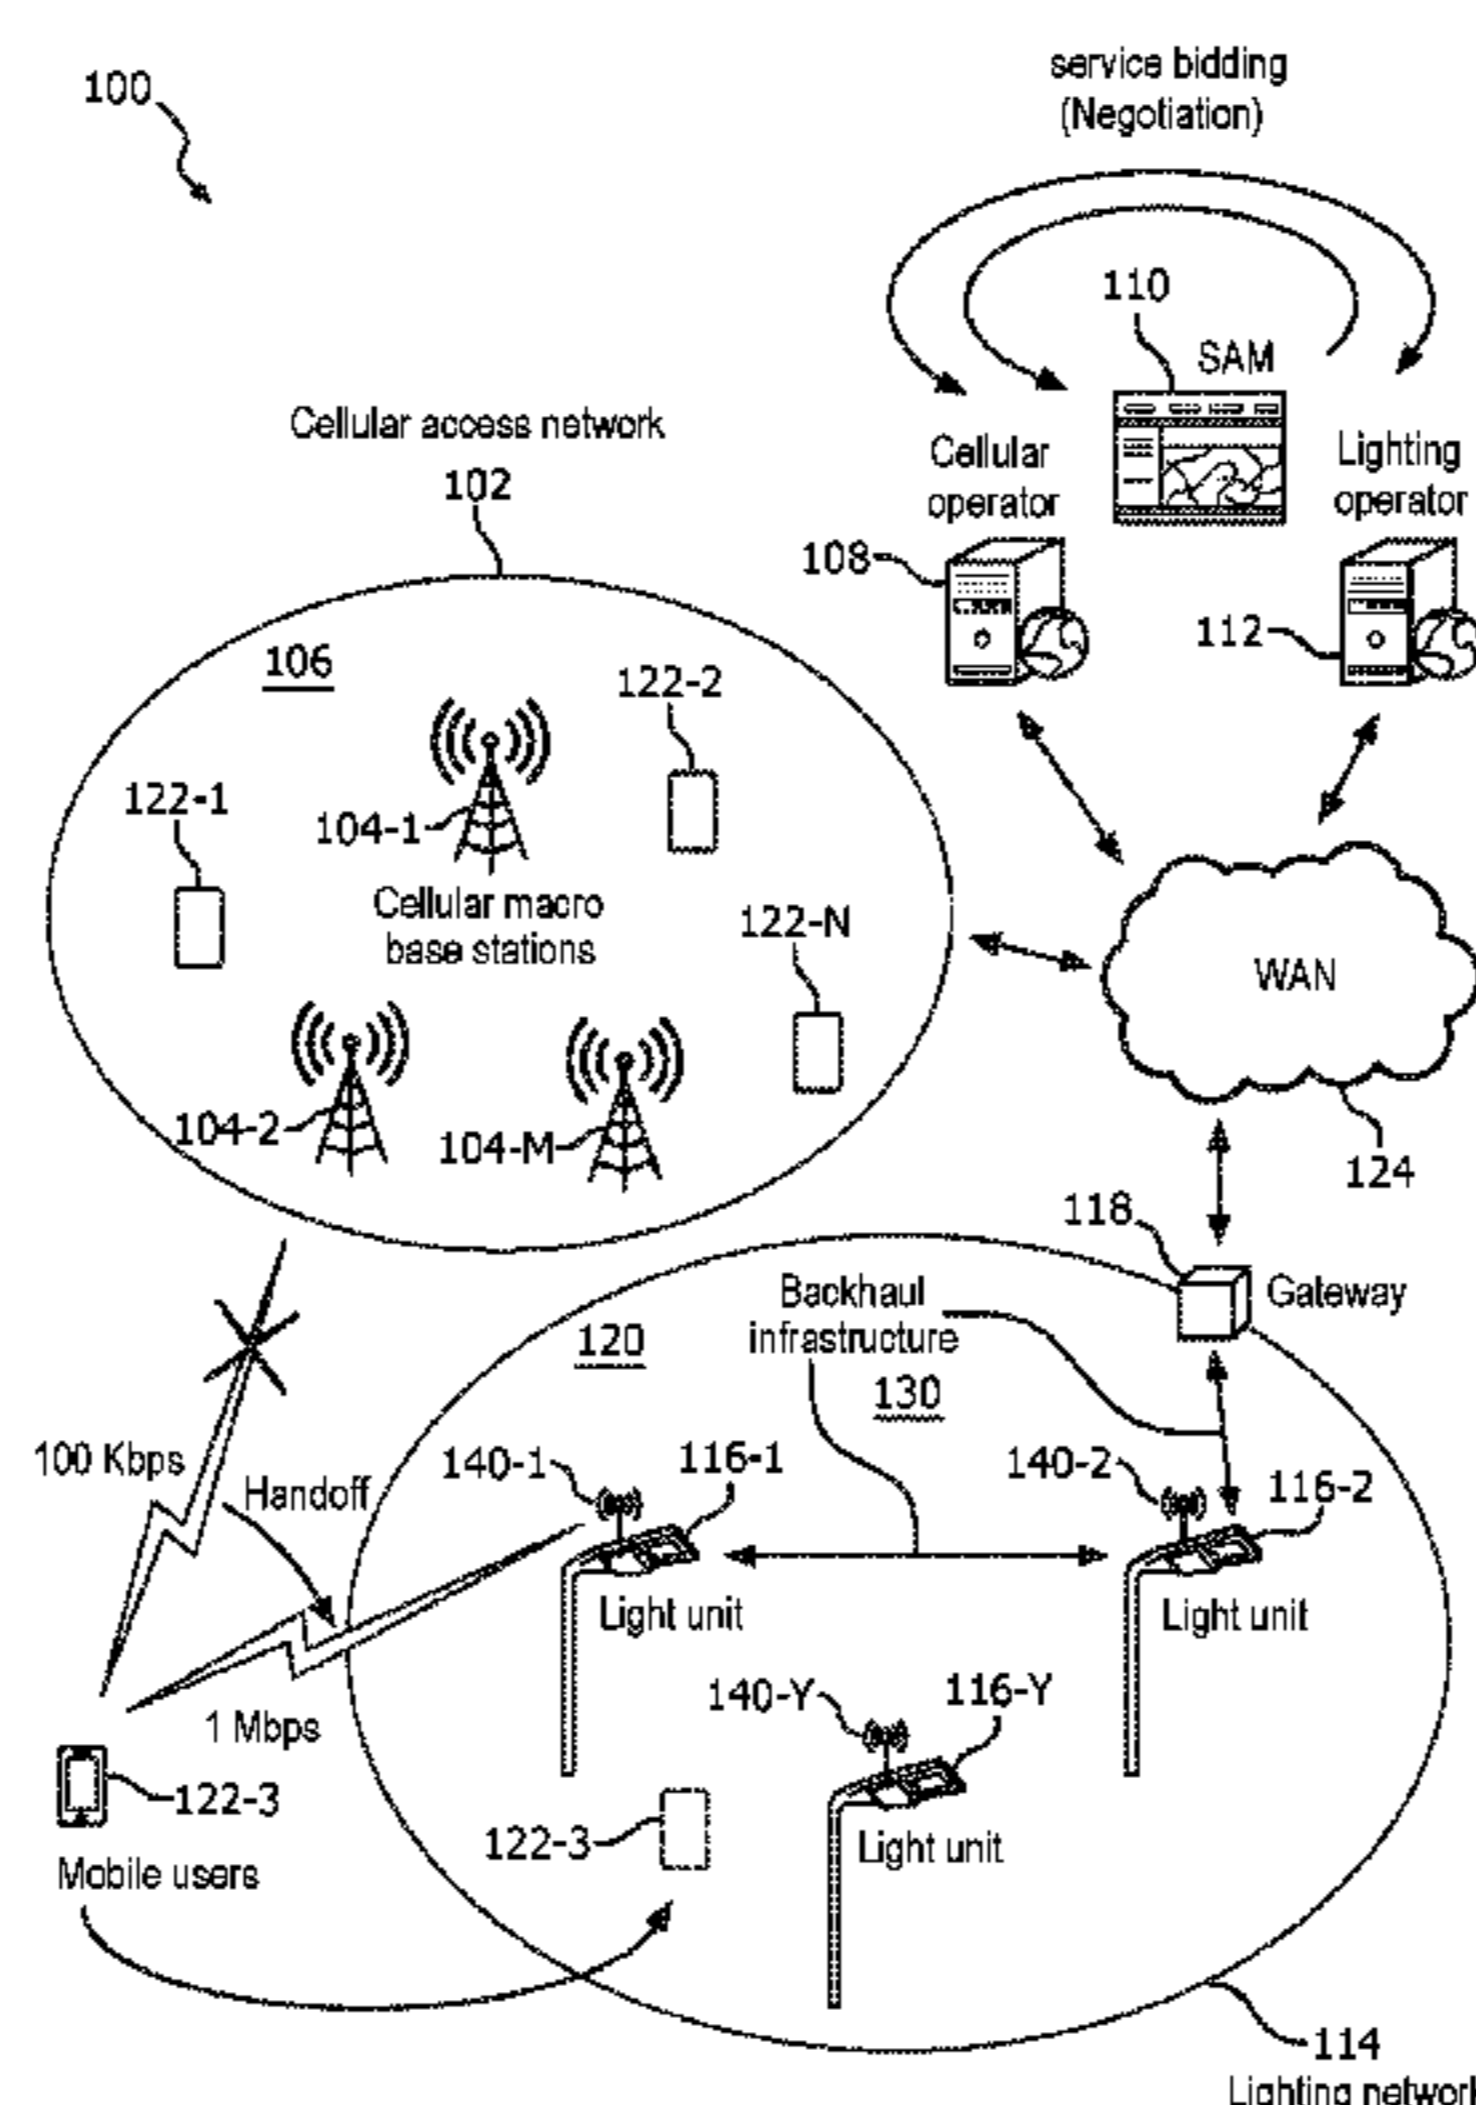 100
service bidding
(Negotiation)
110
SAM
Cellular access network
102
Cellular
operator
Lighting
operator
108
112
106
122-2
122-1
104-1
Cellular macro
base stations
122-N
WAN
104-2
104-M
124
118
Gateway
Backhaul
infrastructure
120
130
100 Kbps
Handoff
140-1
116-1
140-2
116-2
Light unit
Light unit
140-Y
116-Y
1 Mbps
122-3
122-3
Light unit
Mobile users
114
Lighting network